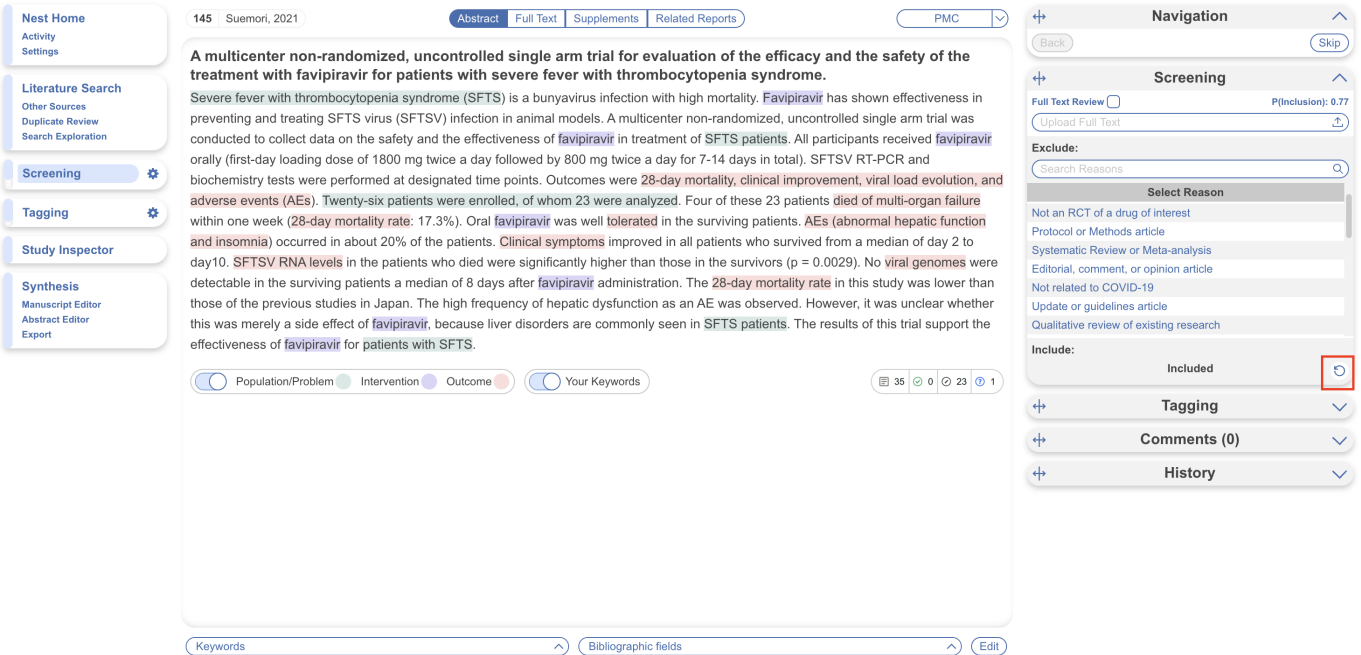 Nest Home
Activity
Settings
Literature Search
Other Sources
Duplicate Review
Search Exploration
Screening
Tagging
Study Inspector
Synthesis
Manuscript Editor
Abstract Editor
Export
145 Suemori, 2021
Abstract Full Text Supplements Related Reports
PMC
A multicenter non-randomized, uncontrolled single arm trial for evaluation of the efficacy and the safety of the
treatment with favipiravir for patients with severe fever with thrombocytopenia syndrome.
Severe fever with thrombocytopenia syndrome (SFTS) is a bunyavirus infection with high mortality. Favipiravir has shown effectiveness in
preventing and treating SFTS virus (SFTSV) infection in animal models. A multicenter non-randomized, uncontrolled single arm trial was
conducted to collect data on the safety and the effectiveness of favipiravir in treatment of SFTS patients. All participants received favipiravir
orally (first-day loading dose of 1800 mg twice a day followed by 800 mg twice a day for 7-14 days in total). SFTSV RT-PCR and
biochemistry tests were performed at designated time points. Outcomes were 28-day mortality, clinical improvement, viral load evolution, and
adverse events (AEs). Twenty-six patients were enrolled, of whom 23 were analyzed. Four of these 23 patients died of multi-organ failure
within one week (28-day mortality rate: 17.3%). Oral favipiravir was well tolerated in the surviving patients. AEs (abnormal hepatic function
and insomnia) occurred in about 20% of the patients. Clinical symptoms improved in all patients who survived from a median of day 2 to
day10. SFTSV RNA levels in the patients who died were significantly higher than those in the survivors (p = 0.0029). No viral genomes were
detectable in the surviving patients a median of 8 days after favipiravir administration. The 28-day mortality rate in this study was lower than
those of the previous studies in Japan. The high frequency of hepatic dysfunction as an AE was observed. However, it was unclear whether
this was merely a side effect of favipiravir, because liver disorders are commonly seen in SFTS patients. The results of this trial support the
effectiveness of favipiravir for patients with SFTS.
Population/Problem Intervention Outcome Your Keywords
35 0 23 1
Keywords Bibliographic fields Edit
Navigation
Back Skip
Screening
Full Text Review P(Inclusion): 0.77
Upload Full Text
Exclude:
Search Reasons
Select Reason
Not an RCT of a drug of interest
Protocol or Methods article
Systematic Review or Meta-analysis
Editorial, comment, or opinion article
Not related to COVID-19
Update or guidelines article
Qualitative review of existing research
Include:
Included
Tagging
Comments (0)
History